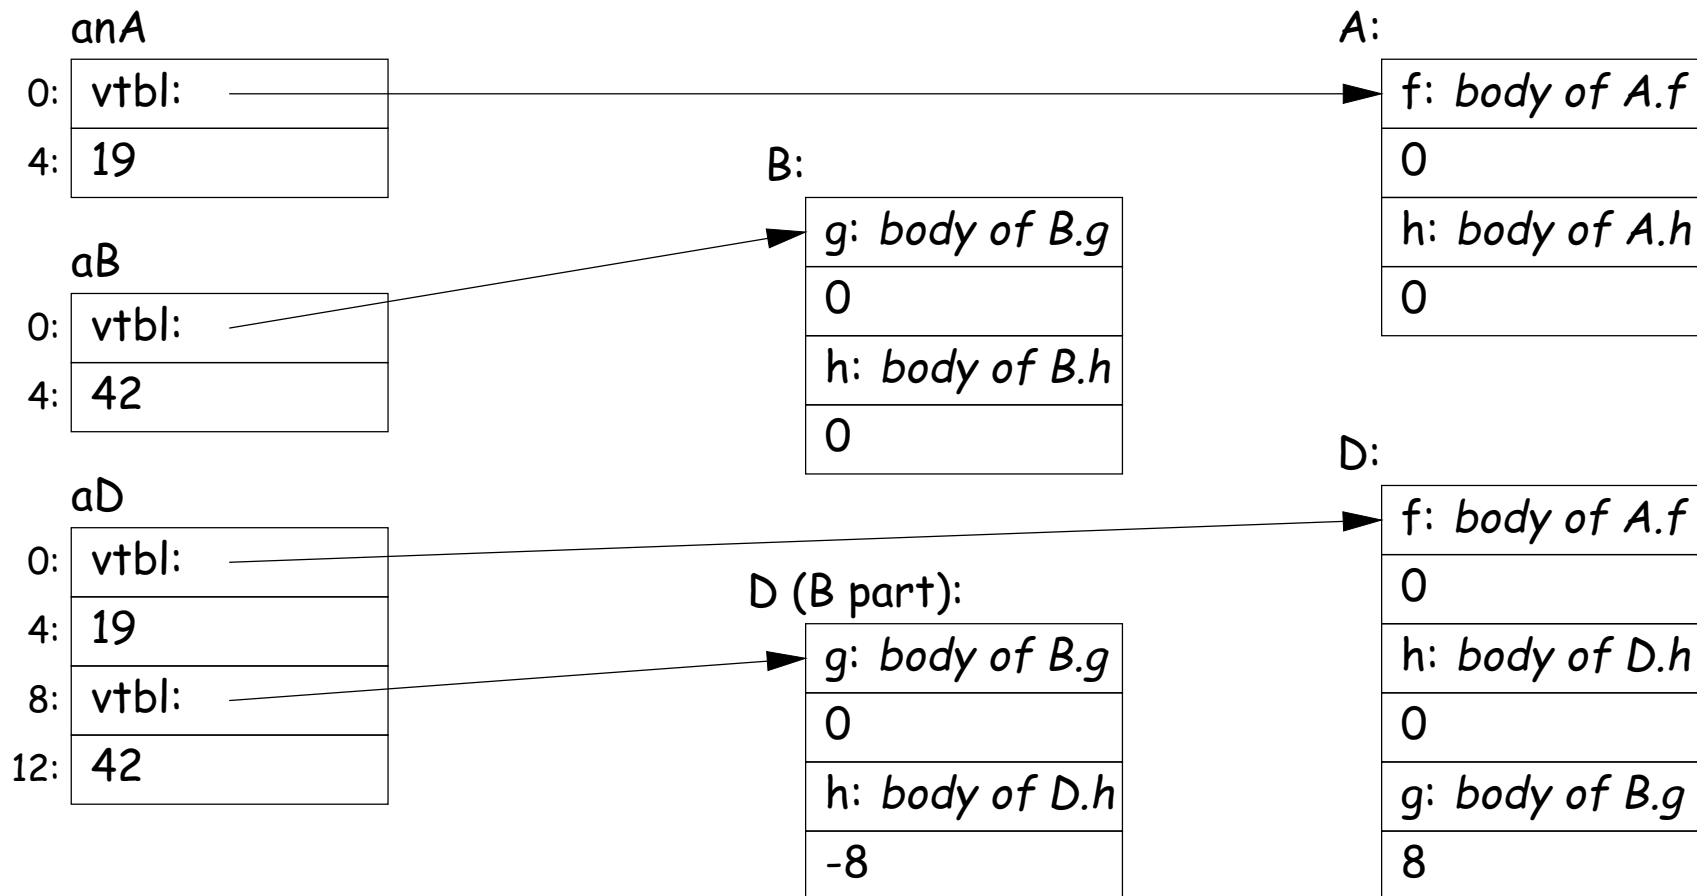 anA
0: vtbl:
4: 19
aB
0: vtbl:
4: 42
aD
0: vtbl:
4: 19
8: vtbl:
12: 42
B:
g: body of B.g
0
h: body of B.h
0
D (B part):
g: body of B.g
0
h: body of D.h
-8
A:
f: body of A.f
0
h: body of A.h
0
D:
f: body of A.f
0
h: body of D.h
0
g: body of B.g
8